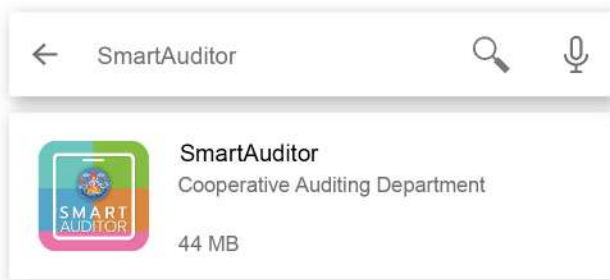 SmartAuditor
SmartAuditor
Cooperative Auditing Department
SMART
AUDITOR
44 MB